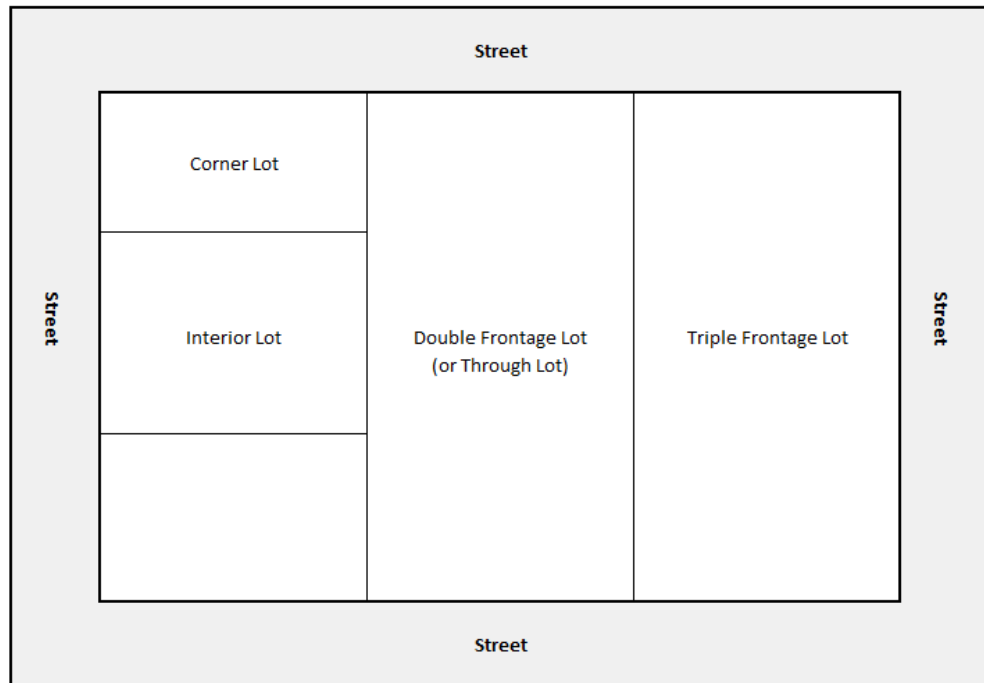 Street
Corner Lot
Street
Interior Lot
Double Frontage Lot
(or Through Lot)
Triple Frontage Lot
Street
Street